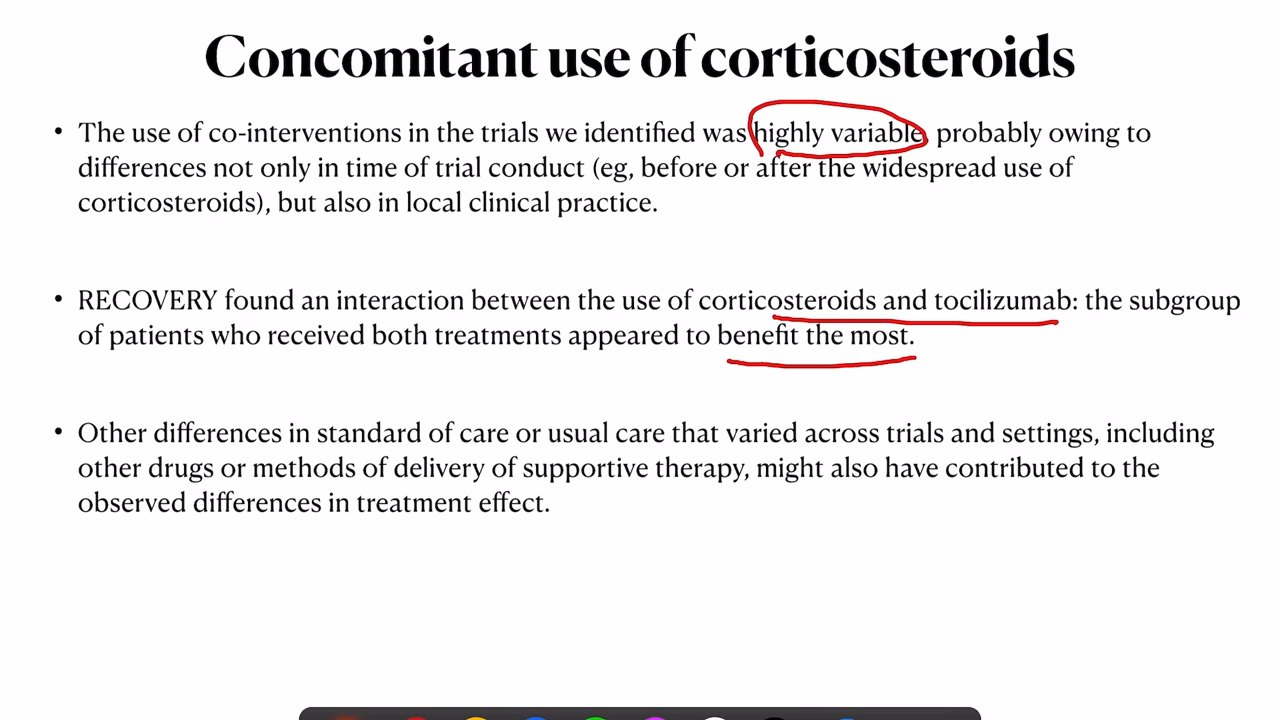 Concomitant use of corticosteroids
• The use of co-interventions in the trials we identified was highly variable, probably owing to
differences not only in time of trial conduct (eg, before or after the widespread use of
corticosteroids), but also in local clinical practice.
• RECOVERY found an interaction between the use of corticosteroids and tocilizumab: the subgroup
of patients who received both treatments appeared to benefit the most.
• Other differences in standard of care or usual care that varied across trials and settings, including
other drugs or methods of delivery of supportive therapy, might also have contributed to the
observed differences in treatment effect.